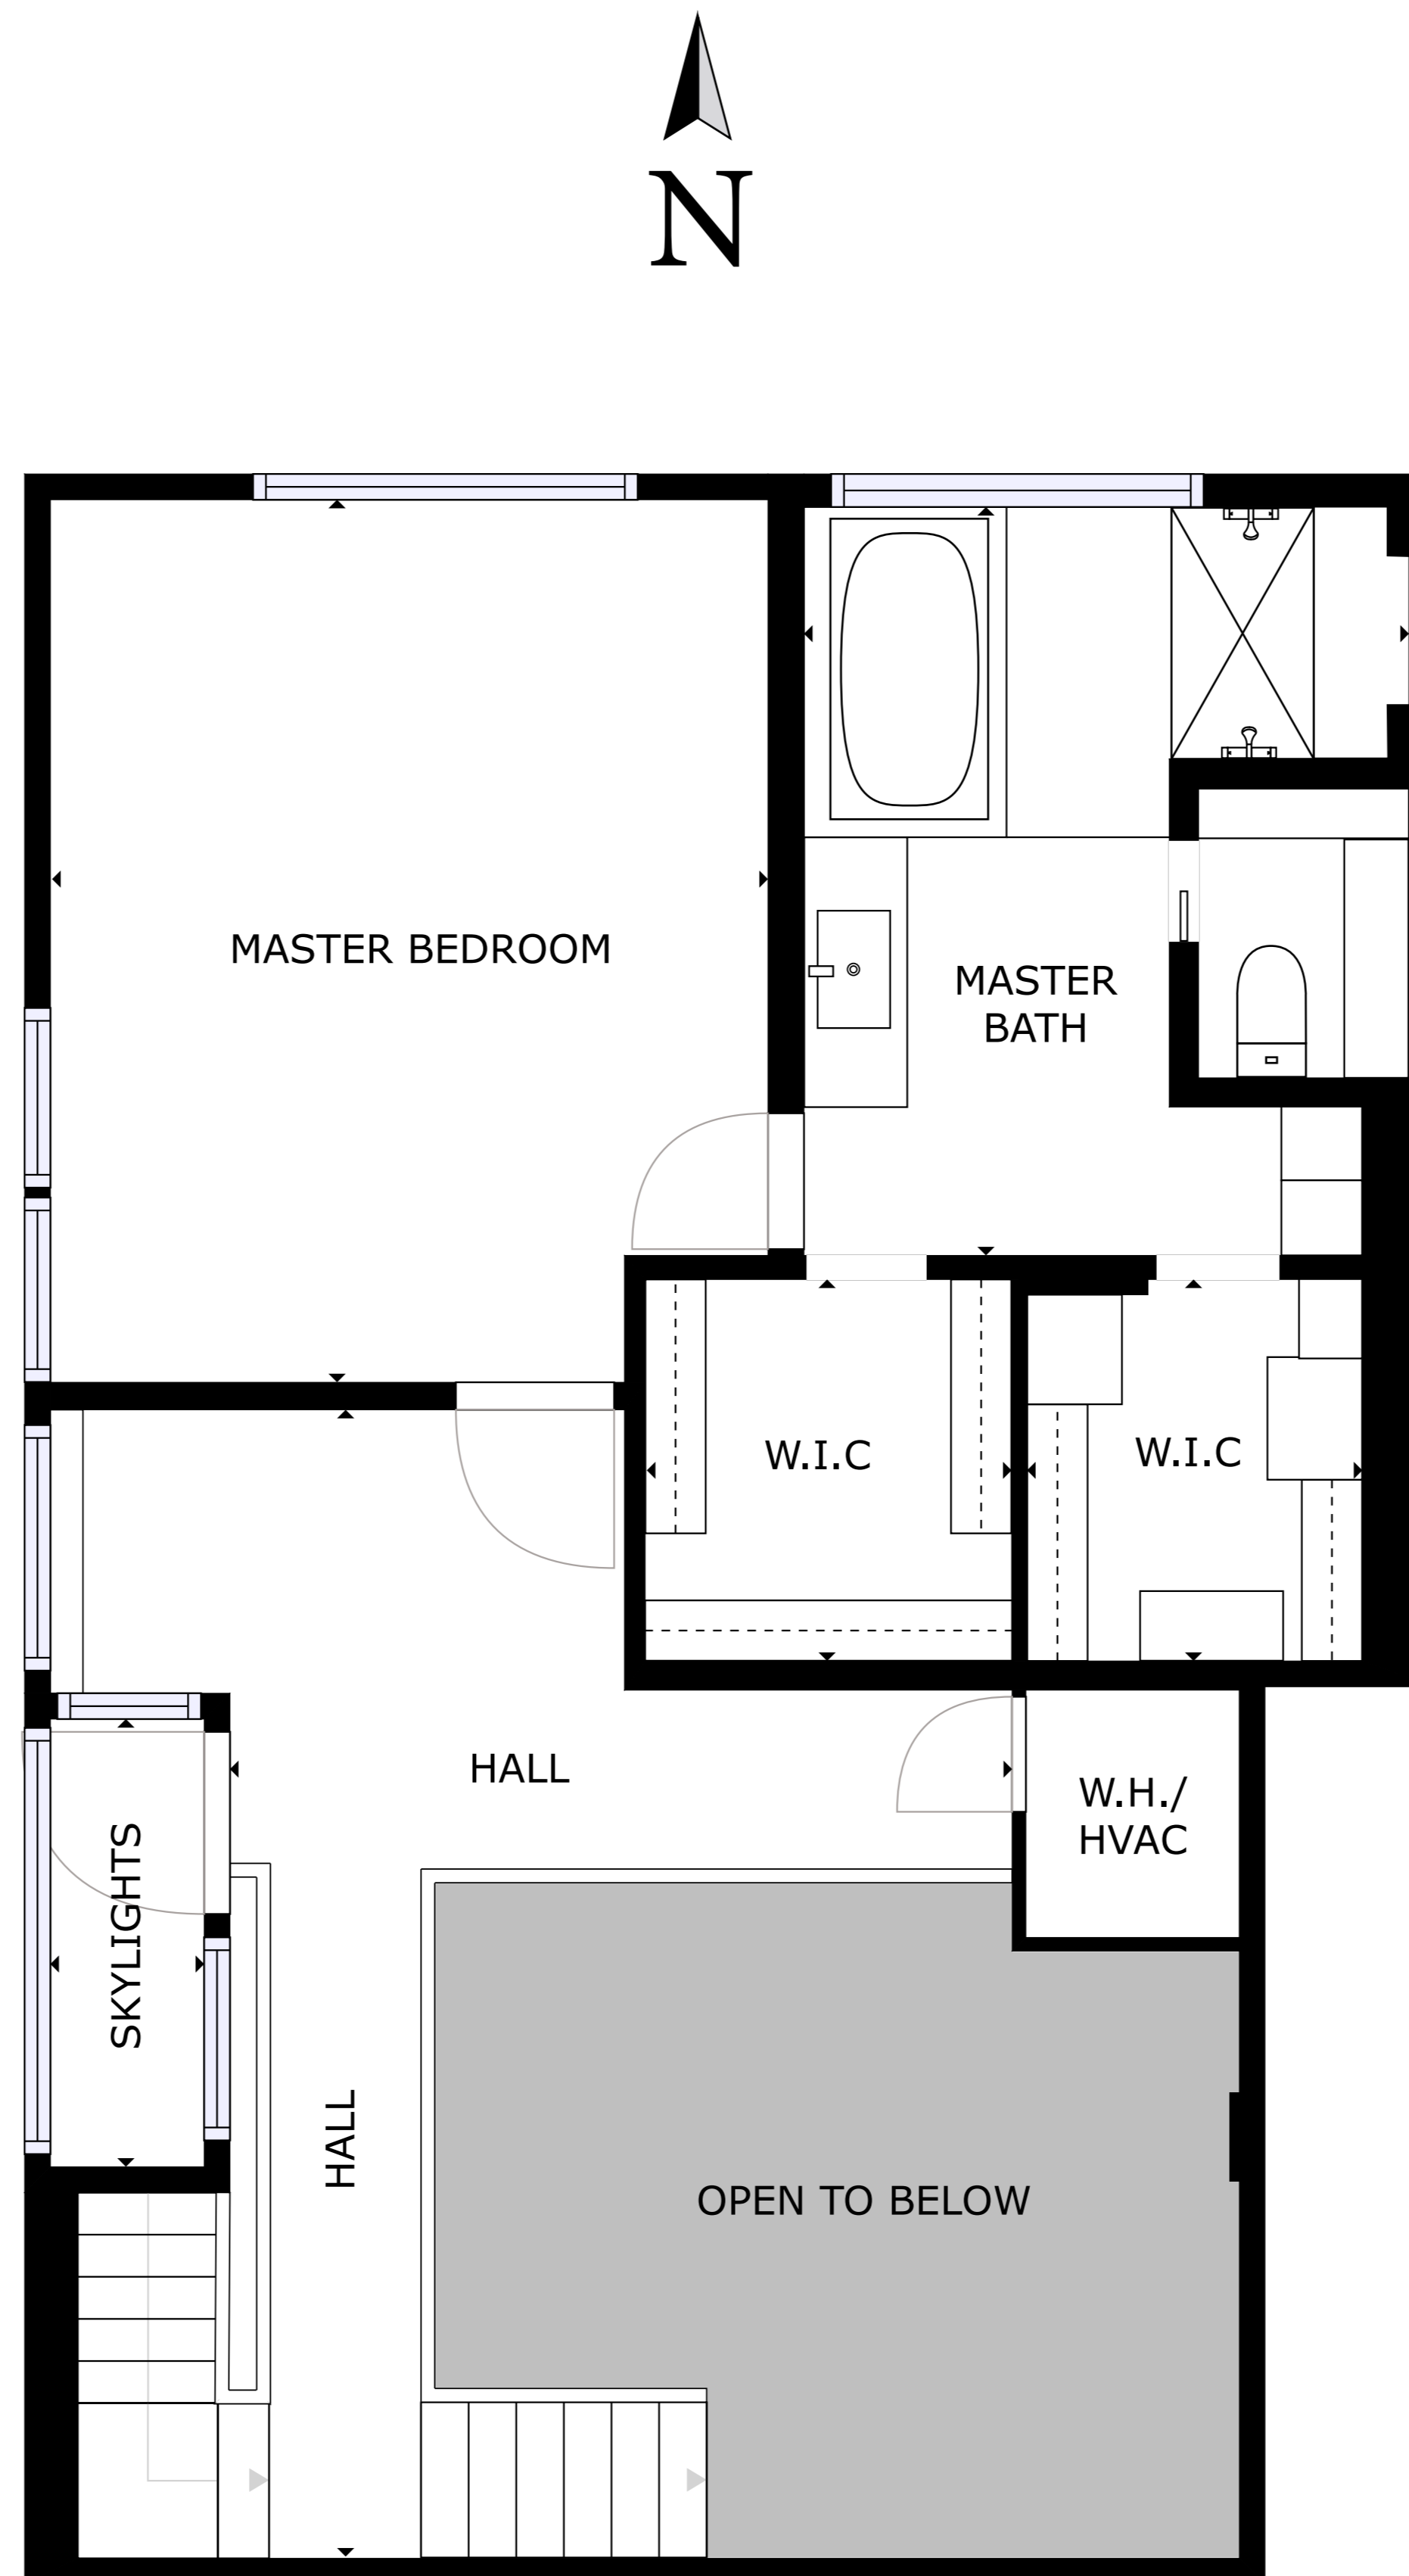 N
MASTER BEDROOM
MASTER
BATH
W.I.C
W.I.C
HALL
W.H./
HVAC
SKYLIGHTS
HALL
OPEN TO BELOW